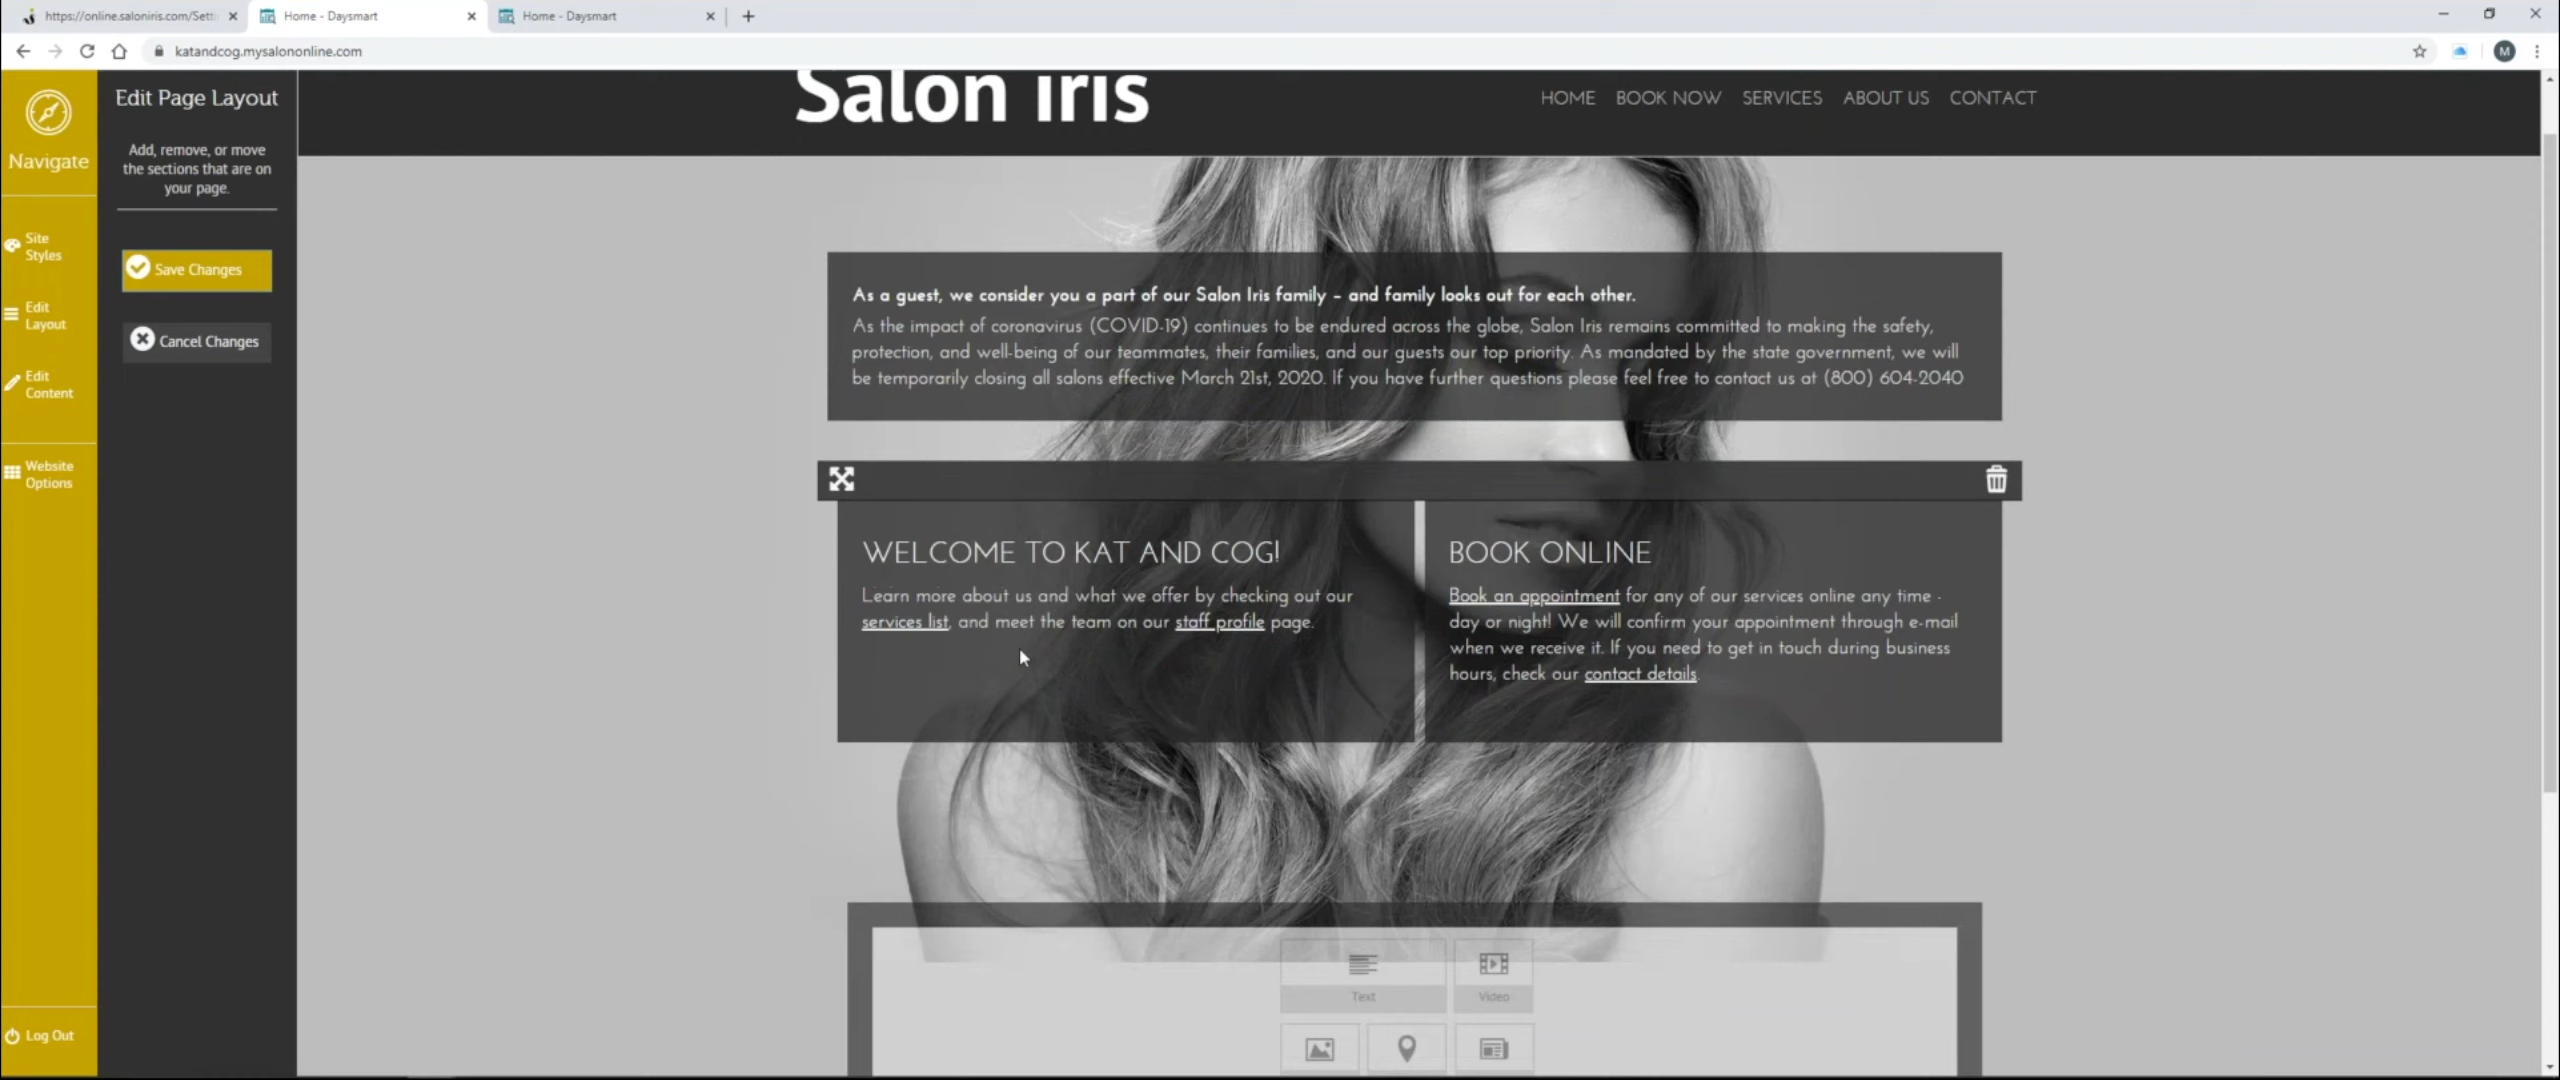 https://online.saloniris.com/Sett
Home - Daysmart
Home - Daysmart
katandcog.mysalononline.com
M
Navigate
Site
Styles
Edit
Layout
Edit
Content
Website
Options
Log Out
Edit Page Layout
Add, remove, or move
the sections that are on
your page.
Save Changes
Cancel Changes
Salon Iris
HOME BOOK NOW SERVICES ABOUT US CONTACT
As a guest, we consider you a part of our Salon Iris family – and family looks out for each other.
As the impact of coronavirus (COVID-19) continues to be endured across the globe, Salon Iris remains committed to making the safety,
protection, and well-being of our teammates, their families, and our guests our top priority. As mandated by the state government, we will
be temporarily closing all salons effective March 21st, 2020. If you have further questions please feel free to contact us at (800) 604-2040
WELCOME TO KAT AND COG!
Learn more about us and what we offer by checking out our
services list, and meet the team on our staff profile page.
BOOK ONLINE
Book an appointment for any of our services online any time -
day or night! We will confirm your appointment through e-mail
when we receive it. If you need to get in touch during business
hours, check our contact details.
Text
Video